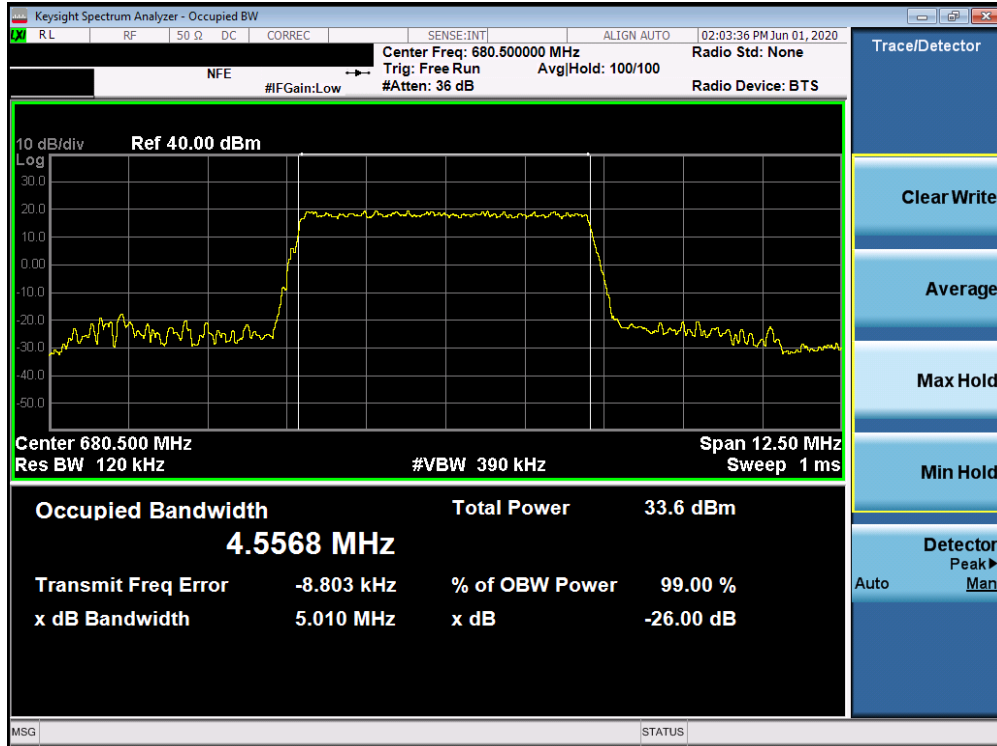 Keysight Spectrum Analyzer - Occupied BW
LXI RL RF 50 Ω DC CORREC SENSE:INT ALIGN AUTO 02:03:36 PM Jun 01, 2020
Center Freq: 680.500000 MHz Radio Std: None
NFE Trig: Free Run Avg|Hold: 100/100
#IFGain:Low #Atten: 36 dB Radio Device: BTS
10 dB/div Ref 40.00 dBm
Log
30.0
20.0
10.0
0.00
-10.0
-20.0
-30.0
-40.0
-50.0
Center 680.500 MHz Span 12.50 MHz
Res BW 120 kHz #VBW 390 kHz Sweep 1 ms
Occupied Bandwidth Total Power 33.6 dBm
4.5568 MHz
Transmit Freq Error -8.803 kHz % of OBW Power 99.00 %
x dB Bandwidth 5.010 MHz x dB -26.00 dB
MSG STATUS
Trace/Detector
Clear Write
Average
Max Hold
Min Hold
Detector
Peak▶
Auto Man